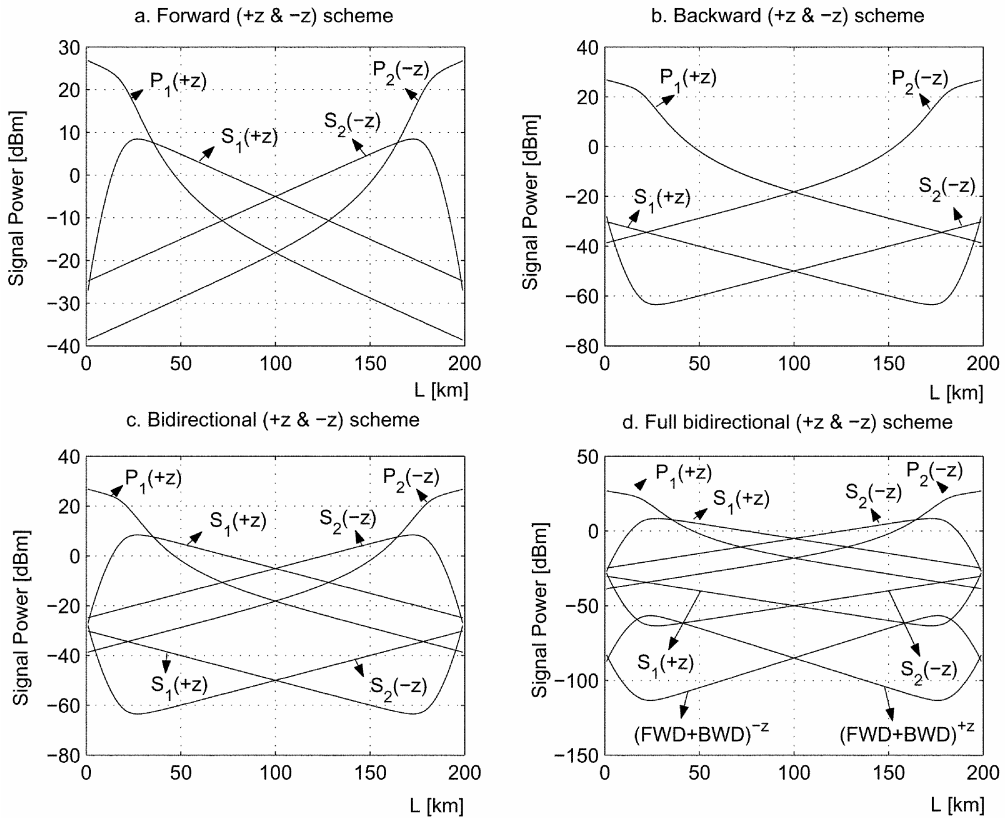 a. Forward (+z & −z) scheme
30
20
10
0
−10
−20
−30
−40
Signal Power [dBm]
P1(+z)
P2(−z)
S1(+z)
S2(−z)
0
50
100
150
200
L [km]
b. Backward (+z & −z) scheme
40
20
0
−20
−40
−60
−80
Signal Power [dBm]
P1(+z)
P2(−z)
S1(+z)
S2(−z)
0
50
100
150
200
L [km]
c. Bidirectional (+z & −z) scheme
40
20
0
−20
−40
−60
−80
Signal Power [dBm]
P1(+z)
P2(−z)
S1(+z)
S2(−z)
S1(+z)
S2(−z)
0
50
100
150
200
L [km]
d. Full bidirectional (+z & −z) scheme
50
0
−50
−100
−150
Signal Power [dBm]
P1(+z)
P2(−z)
S1(+z)
S2(−z)
S1(+z)
S2(−z)
(FWD+BWD)−z
(FWD+BWD)+z
0
50
100
150
200
L [km]